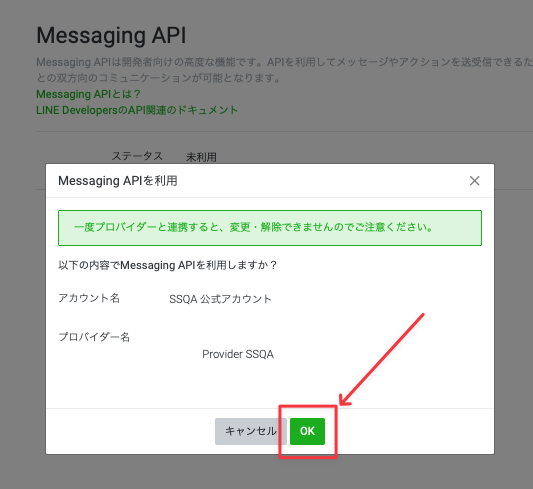 Messaging API
Messaging APIは開発者向けの高度な機能です。APIを利用してメッセージやアクションを送受信できるた
との双方向のコミュニケーションが可能となります。
Messaging APIとは？
LINE DevelopersのAPI関連のドキュメント
ステータス 未利用
Messaging APIを利用
一度プロバイダーと連携すると、変更・解除できませんのでご注意ください。
以下の内容でMessaging APIを利用しますか？
アカウント名 SSQA 公式アカウント
プロバイダー名
Provider SSQA
キャンセル OK